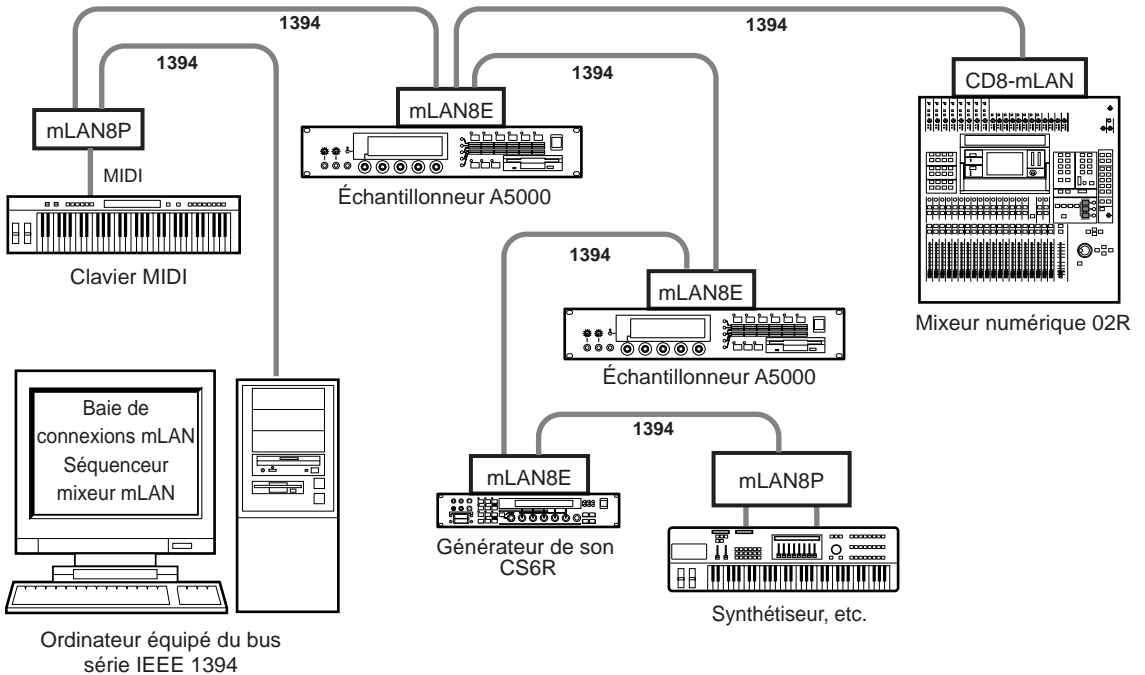 1394
1394
1394
1394
CD8-mLAN
mLAN8E
mLAN8P
MIDI
Échantillonneur A5000
Clavier MIDI
1394
mLAN8E
Mixeur numérique 02R
Échantillonneur A5000
Baie de
connexions mLAN
Séquenceur
mixeur mLAN
1394
mLAN8E
mLAN8P
Générateur de son
CS6R
Synthétiseur, etc.
Ordinateur équipé du bus
série IEEE 1394